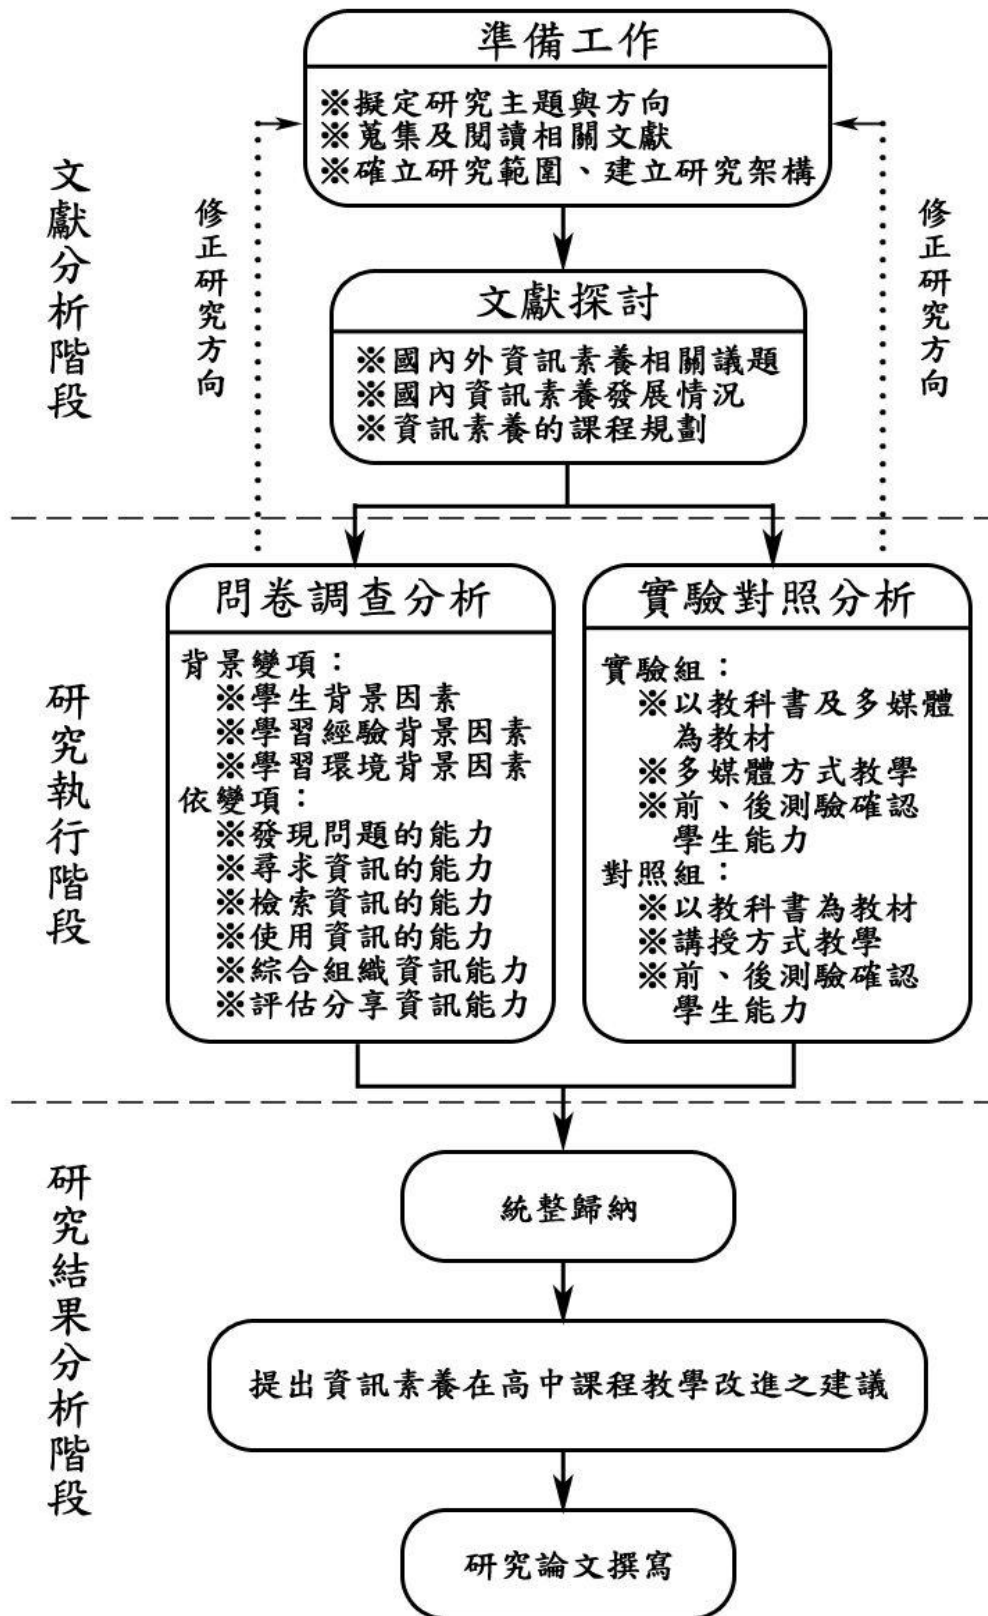 準備工作
※擬定研究主題與方向
※蒐集及閱讀相關文獻
※確立研究範圍、建立研究架構
文獻分析階段
修正研究方向
修正研究方向
文獻探討
※國內外資訊素養相關議題
※國內資訊素養發展情況
※資訊素養的課程規劃
研究執行階段
問卷調查分析
背景變項：
※學生背景因素
※學習經驗背景因素
※學習環境背景因素
依變項：
※發現問題的能力
※尋求資訊的能力
※檢索資訊的能力
※使用資訊的能力
※綜合組織資訊能力
※評估分享資訊能力
實驗對照分析
實驗組：
※以教科書及多媒體
為教材
※多媒體方式教學
※前、後測驗確認
學生能力
對照組：
※以教科書為教材
※講授方式教學
※前、後測驗確認
學生能力
研究結果分析階段
統整歸納
提出資訊素養在高中課程教學改進之建議
研究論文撰寫